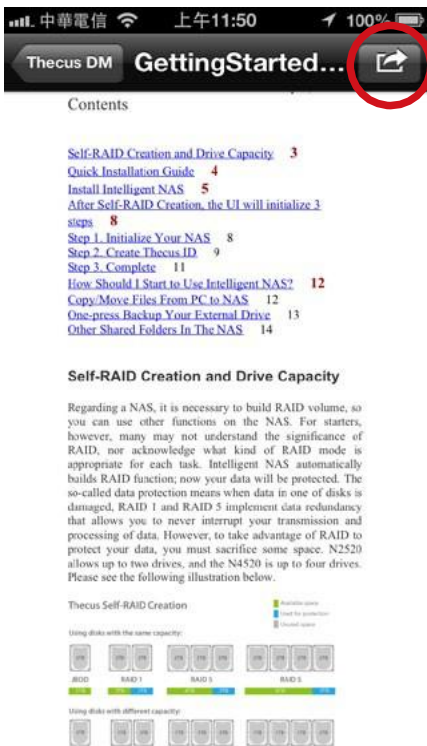 中華電信 上午11:50 100%
Thecus DM GettingStarted...
Contents
Self-RAID Creation and Drive Capacity 3
Quick Installation Guide 4
Install Intelligent NAS 5
After Self-RAID Creation, the UI will initialize 3
steps 8
Step 1. Initialize Your NAS 8
Step 2. Create Thecus ID 9
Step 3. Complete 11
How Should I Start to Use Intelligent NAS? 12
Copy/Move Files From PC to NAS 12
One-press Backup Your External Drive 13
Other Shared Folders In The NAS 14
Self-RAID Creation and Drive Capacity
Regarding a NAS, it is necessary to build RAID volume, so
you can use other functions on the NAS. For starters,
however, many may not understand the significance of
RAID, nor acknowledge what kind of RAID mode is
appropriate for each task. Intelligent NAS automatically
builds RAID function; now your data will be protected. The
so-called data protection means when data in one of disks is
damaged, RAID 1 and RAID 5 implement data redundancy
that allows you to never interrupt your transmission and
processing of data. However, to take advantage of RAID to
protect your data, you must sacrifice some space. N2520
allows up to two drives, and the N4520 is up to four drives.
Please see the following illustration below.
Thecus Self-RAID Creation
Available space
Used for protection
Unused space
Using disks with the same capacity:
JBOD RAID 1 RAID 5 RAID 5
Using disks with different capacity: